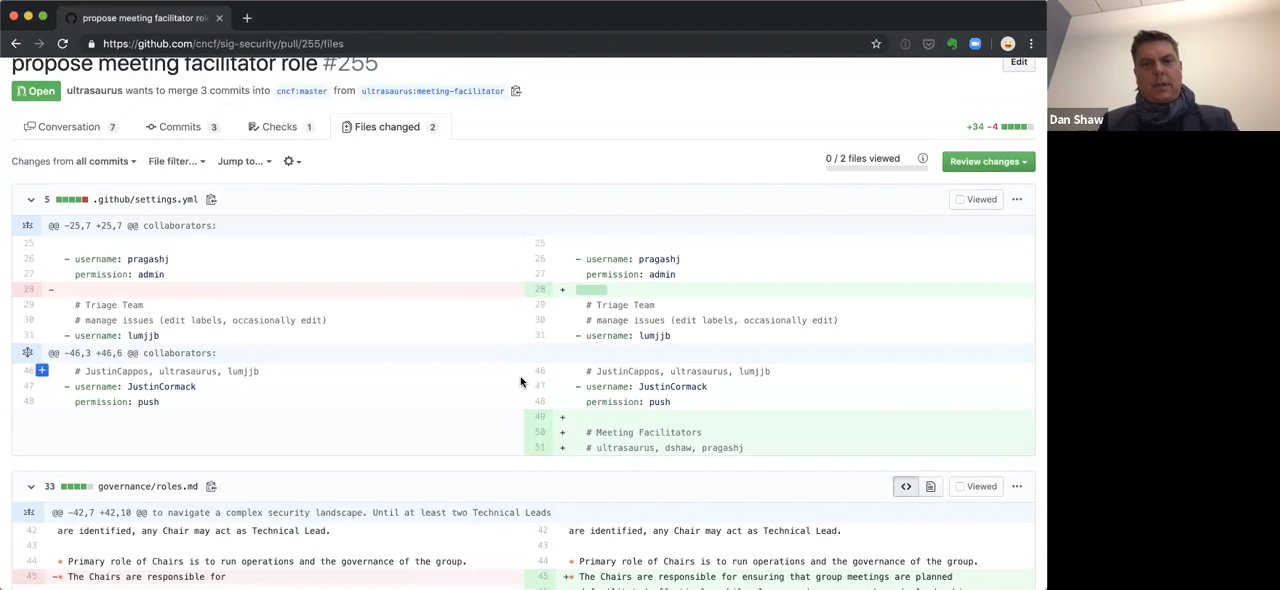 propose meeting facilitator rol
https://github.com/cncf/sig-security/pull/255/files
propose meeting facilitator role #255
Edit
Open
ultrasaurus wants to merge 3 commits into cncf:master from ultrasaurus:meeting-facilitator
Conversation 7
Commits 3
Checks 1
Files changed 2
+34 −4
Changes from all commits
File filter...
Jump to...
0 / 2 files viewed
Review changes
5 .github/settings.yml
Viewed
@@ -25,7 +25,7 @@ collaborators:
25 25
26 - username: pragashj 26 - username: pragashj
27 permission: admin 27 permission: admin
28 - 28 +
29 # Triage Team 29 # Triage Team
30 # manage issues (edit labels, occasionally edit) 30 # manage issues (edit labels, occasionally edit)
31 - username: lumjjb 31 - username: lumjjb
@@ -46,3 +46,6 @@ collaborators:
46 # JustinCappos, ultrasaurus, lumjjb 46 # JustinCappos, ultrasaurus, lumjjb
47 - username: JustinCormack 47 - username: JustinCormack
48 permission: push 48 permission: push
49 +
50 + # Meeting Facilitators
51 + # ultrasaurus, dshaw, pragashj
33 governance/roles.md
Viewed
@@ -42,7 +42,10 @@ to navigate a complex security landscape. Until at least two Technical Leads
42 are identified, any Chair may act as Technical Lead. 42 are identified, any Chair may act as Technical Lead.
43 43
44 * Primary role of Chairs is to run operations and the governance of the group. 44 * Primary role of Chairs is to run operations and the governance of the group.
45 -* The Chairs are responsible for 45 +* The Chairs are responsible for ensuring that group meetings are planned
Dan Shaw